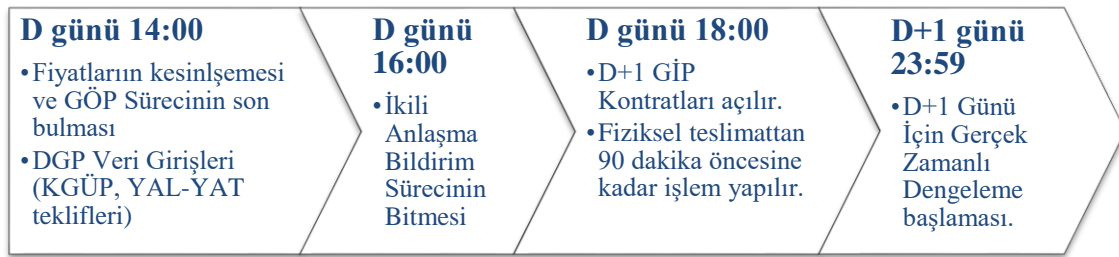 D günü 14:00
•Fiyatlarıın kesinlşemesi
ve GÖP Sürecinin son
bulması
•DGP Veri Girişleri
(KGÜP, YAL-YAT
teklifleri)
D günü
16:00
•İkili
Anlaşma
Bildirim
Sürecinin
Bitmesi
D günü 18:00
•D+1 GİP
Kontratları açılır.
•Fiziksel teslimattan
90 dakika öncesine
kadar işlem yapılır.
D+1 günü
23:59
•D+1 Günü
İçin Gerçek
Zamanlı
Dengeleme
başlaması.